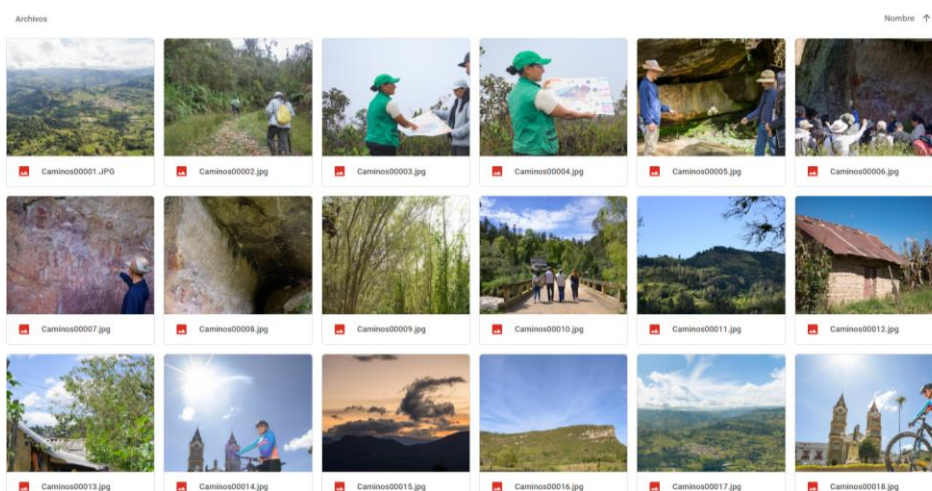 Archivos
Nombre
Caminos00001.JPG
Caminos00002.jpg
Caminos00003.jpg
Caminos00004.jpg
Caminos00005.jpg
Caminos00006.jpg
Caminos00007.jpg
Caminos00008.jpg
Caminos00009.jpg
Caminos00010.jpg
Caminos00011.jpg
Caminos00012.jpg
Caminos00013.jpg
Caminos00014.jpg
Caminos00015.jpg
Caminos00016.jpg
Caminos00017.jpg
Caminos00018.jpg